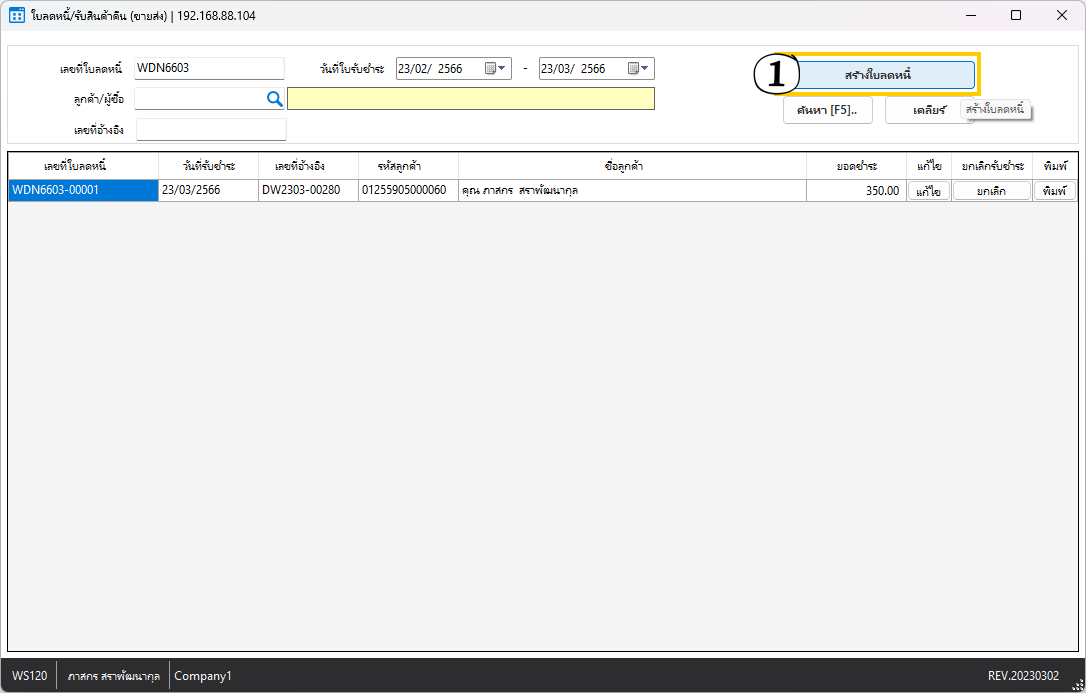 ใบลดหนี้/รับสินค้าคืน (ขายส่ง) | 192.168.88.104
เลขที่ใบลดหนี้ WDN6603 วันที่ใบรับชำระ 23/02/ 2566 - 23/03/ 2566 1 สร้างใบลดหนี้
ลูกค้า/ผู้ซื้อ ค้นหา [F5].. เคลียร์ สร้างใบลดหนี้
เลขที่อ้างอิง
เลขที่ใบลดหนี้ วันที่รับชำระ เลขที่อ้างอิง รหัสลูกค้า ชื่อลูกค้า ยอดชำระ แก้ไข ยกเลิกรับชำระ พิมพ์
WDN6603-00001 23/03/2566 DW2303-00280 01255905000060 คุณ ภาสกร สราพัฒนากุล 350.00 แก้ไข ยกเลิก พิมพ์
WS120 ภาสกร สราพัฒนากุล Company1 REV.20230302